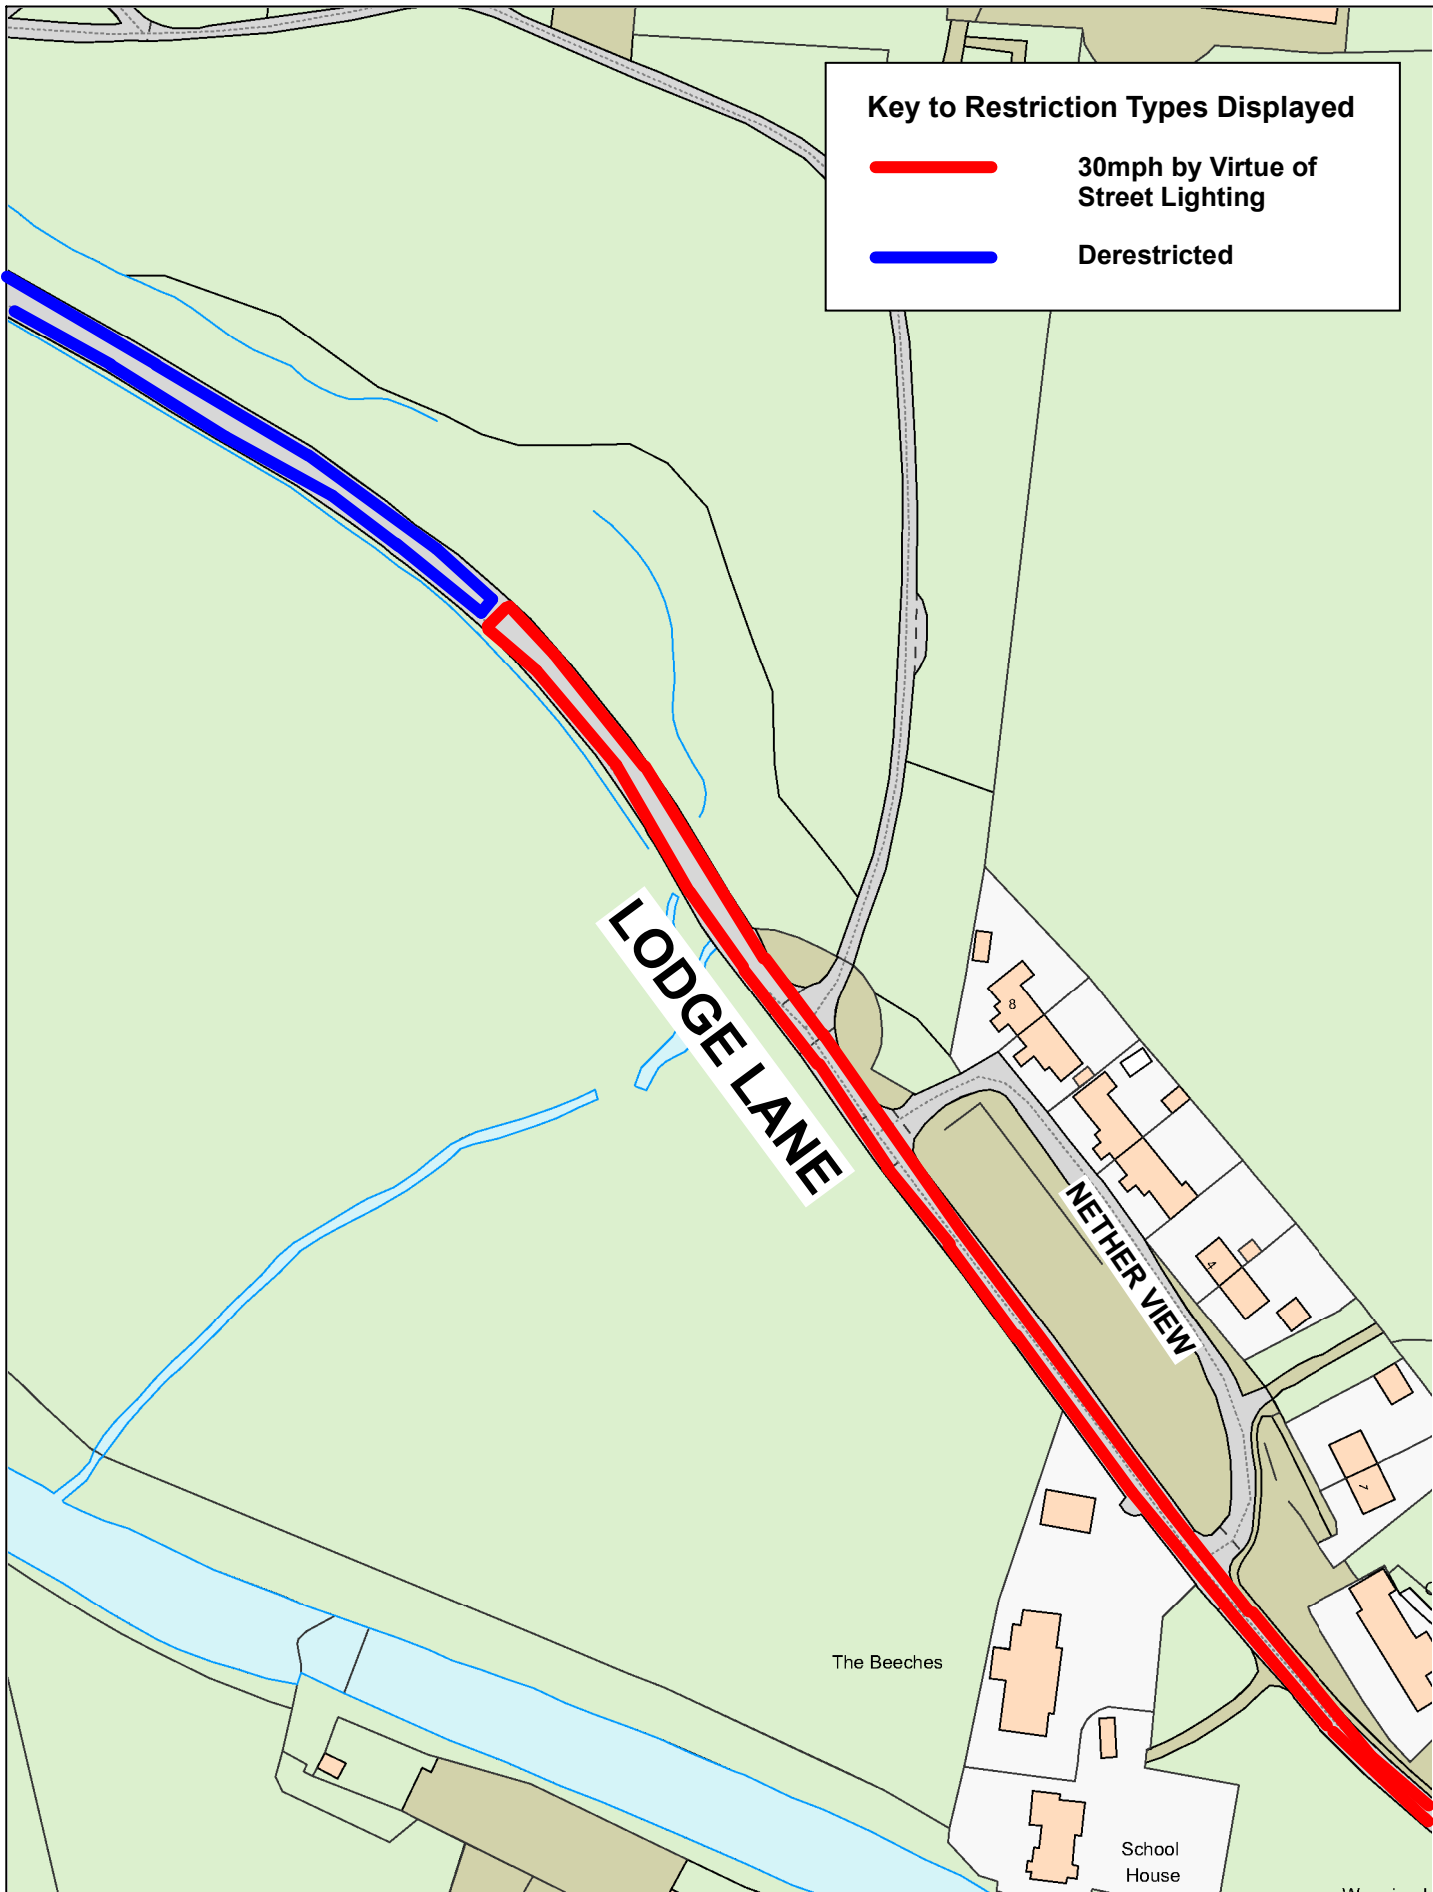 Key to Restriction Types Displayed
30mph by Virtue of
Street Lighting
Derestricted
LODGE LANE
8
NETHER VIEW
4
The Beeches
School
House